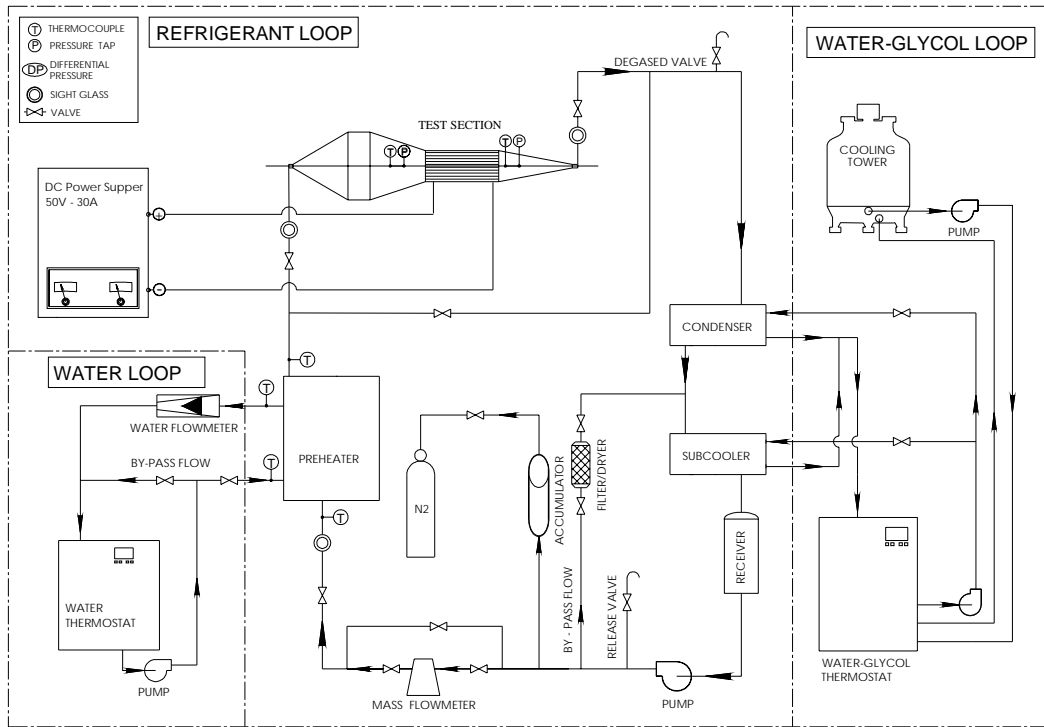 T THERMOCOUPLE
P PRESSURE TAP
DP DIFFERENTIAL
PRESSURE
SIGHT GLASS
VALVE
REFRIGERANT LOOP
WATER-GLYCOL LOOP
DEGASED VALVE
TEST SECTION
T P
T P
COOLING
TOWER
PUMP
DC Power Supper
50V - 30A
+
-
CONDENSER
WATER LOOP
T
T
WATER FLOWMETER
BY-PASS FLOW
T
PREHEATER
T
N2
ACCUMULATOR
FILTER/DRYER
SUBCOOLER
RECEIVER
WATER
THERMOSTAT
PUMP
BY - PASS FLOW
RELEASE VALVE
MASS FLOWMETER
PUMP
WATER-GLYCOL
THERMOSTAT